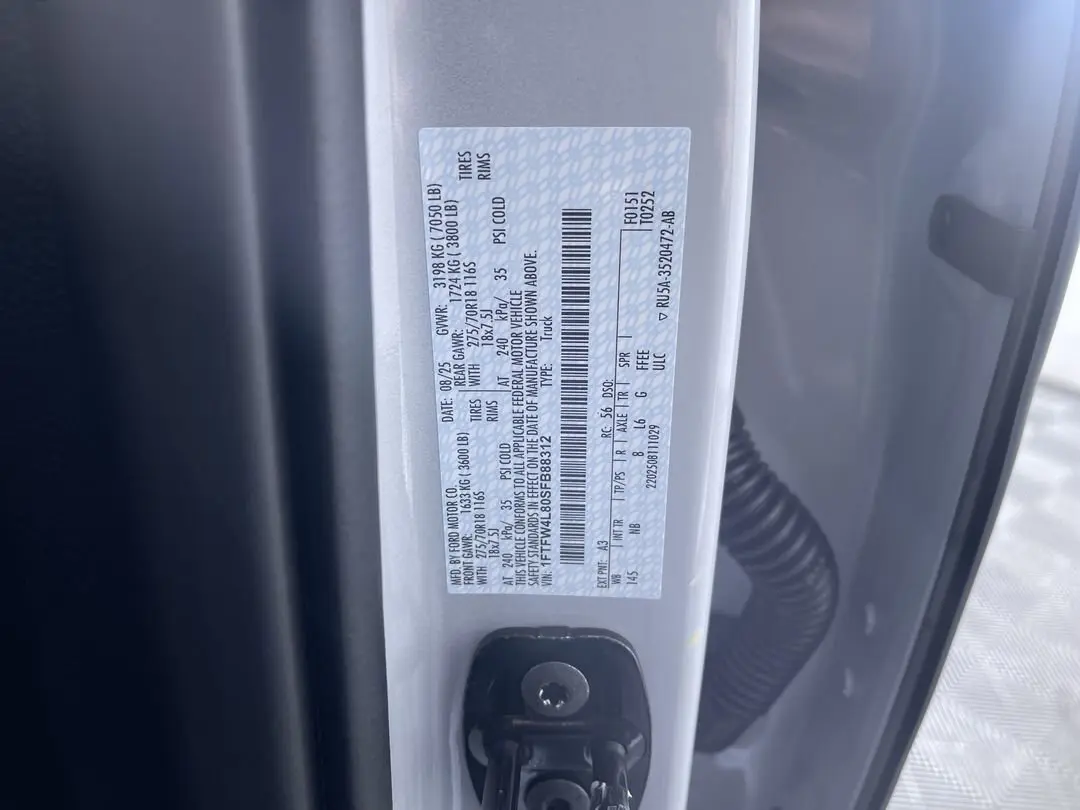 MFD. BY FORD MOTOR CO.
DATE: 08/25 GVWR: 3198 KG ( 7050 LB)
FRONT GAWR: 1633 KG ( 3600 LB) REAR GAWR: 1724 KG ( 3800 LB)
WITH 275/70R18 116S TIRES WITH 275/70R18 116S TIRES
18x7.5J RIMS 18x7.5J RIMS
AT 240 kPa/ 35 PSI COLD AT 240 kPa/ 35 PSI COLD
THIS VEHICLE CONFORMS TO ALL APPLICABLE FEDERAL MOTOR VEHICLE
SAFETY STANDARDS IN EFFECT ON THE DATE OF MANUFACTURE SHOWN ABOVE.
VIN: 1FTFW4L80SFB88312 TYPE: Truck
EXT PNT: A3 RC: 56 DSO: F0151
WB INT TR TP/PS R AXLE TR SPR T0252
145 NB B L6 G FFEE
2202508111029 ULC ▽ RU5A-3520472-AB